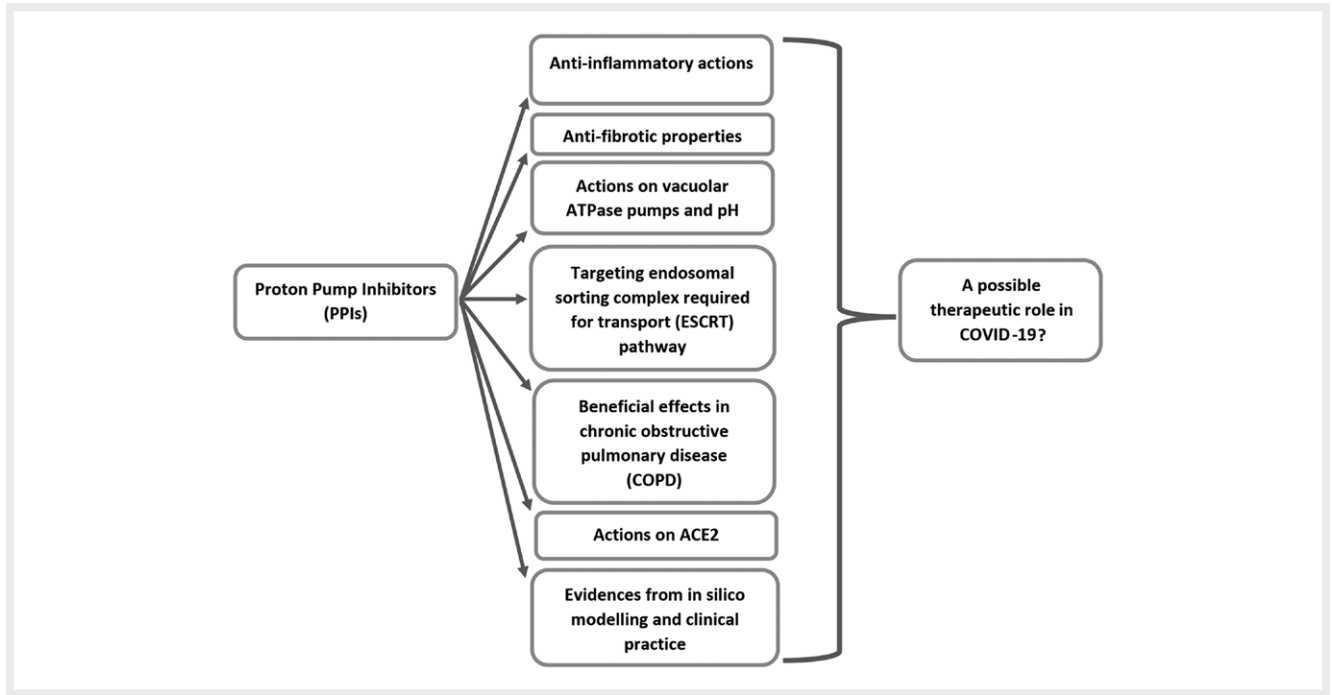 Proton Pump Inhibitors
(PPIs)
Anti-inflammatory actions
Anti-fibrotic properties
Actions on vacuolar
ATPase pumps and pH
Targeting endosomal
sorting complex required
for transport (ESCRT)
pathway
Beneficial effects in
chronic obstructive
pulmonary disease
(COPD)
Actions on ACE2
Evidences from in silico
modelling and clinical
practice
A possible
therapeutic role in
COVID-19?